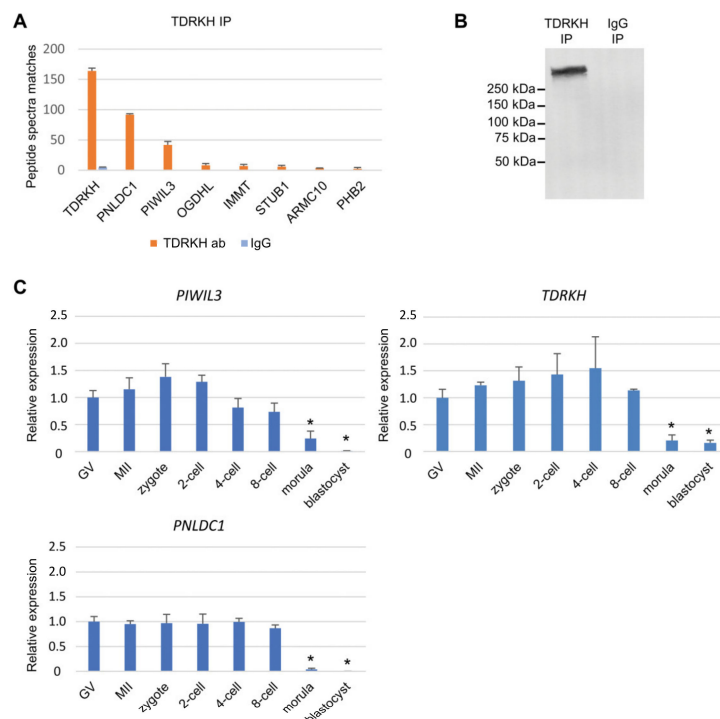 A
TDRKH IP
Peptide spectra matches
200
150
100
50
0
TDRKH
PNLDC1
PIWIL3
OGDHL
IMMT
STUB1
ARMC10
PHB2
TDRKH ab
IgG
B
TDRKH IP
IgG IP
250 kDa
150 kDa
100 kDa
75 kDa
50 kDa
C
PIWIL3
Relative expression
2.5
2.0
1.5
1.0
0.5
0
* *
GV
MII
zygote
2-cell
4-cell
8-cell
morula
blastocyst
TDRKH
Relative expression
2.5
2.0
1.5
1.0
0.5
0
* *
GV
MII
zygote
2-cell
4-cell
8-cell
morula
blastocyst
PNLDC1
Relative expression
2.5
2.0
1.5
1.0
0.5
0
* *
GV
MII
zygote
2-cell
4-cell
8-cell
morula
blastocyst